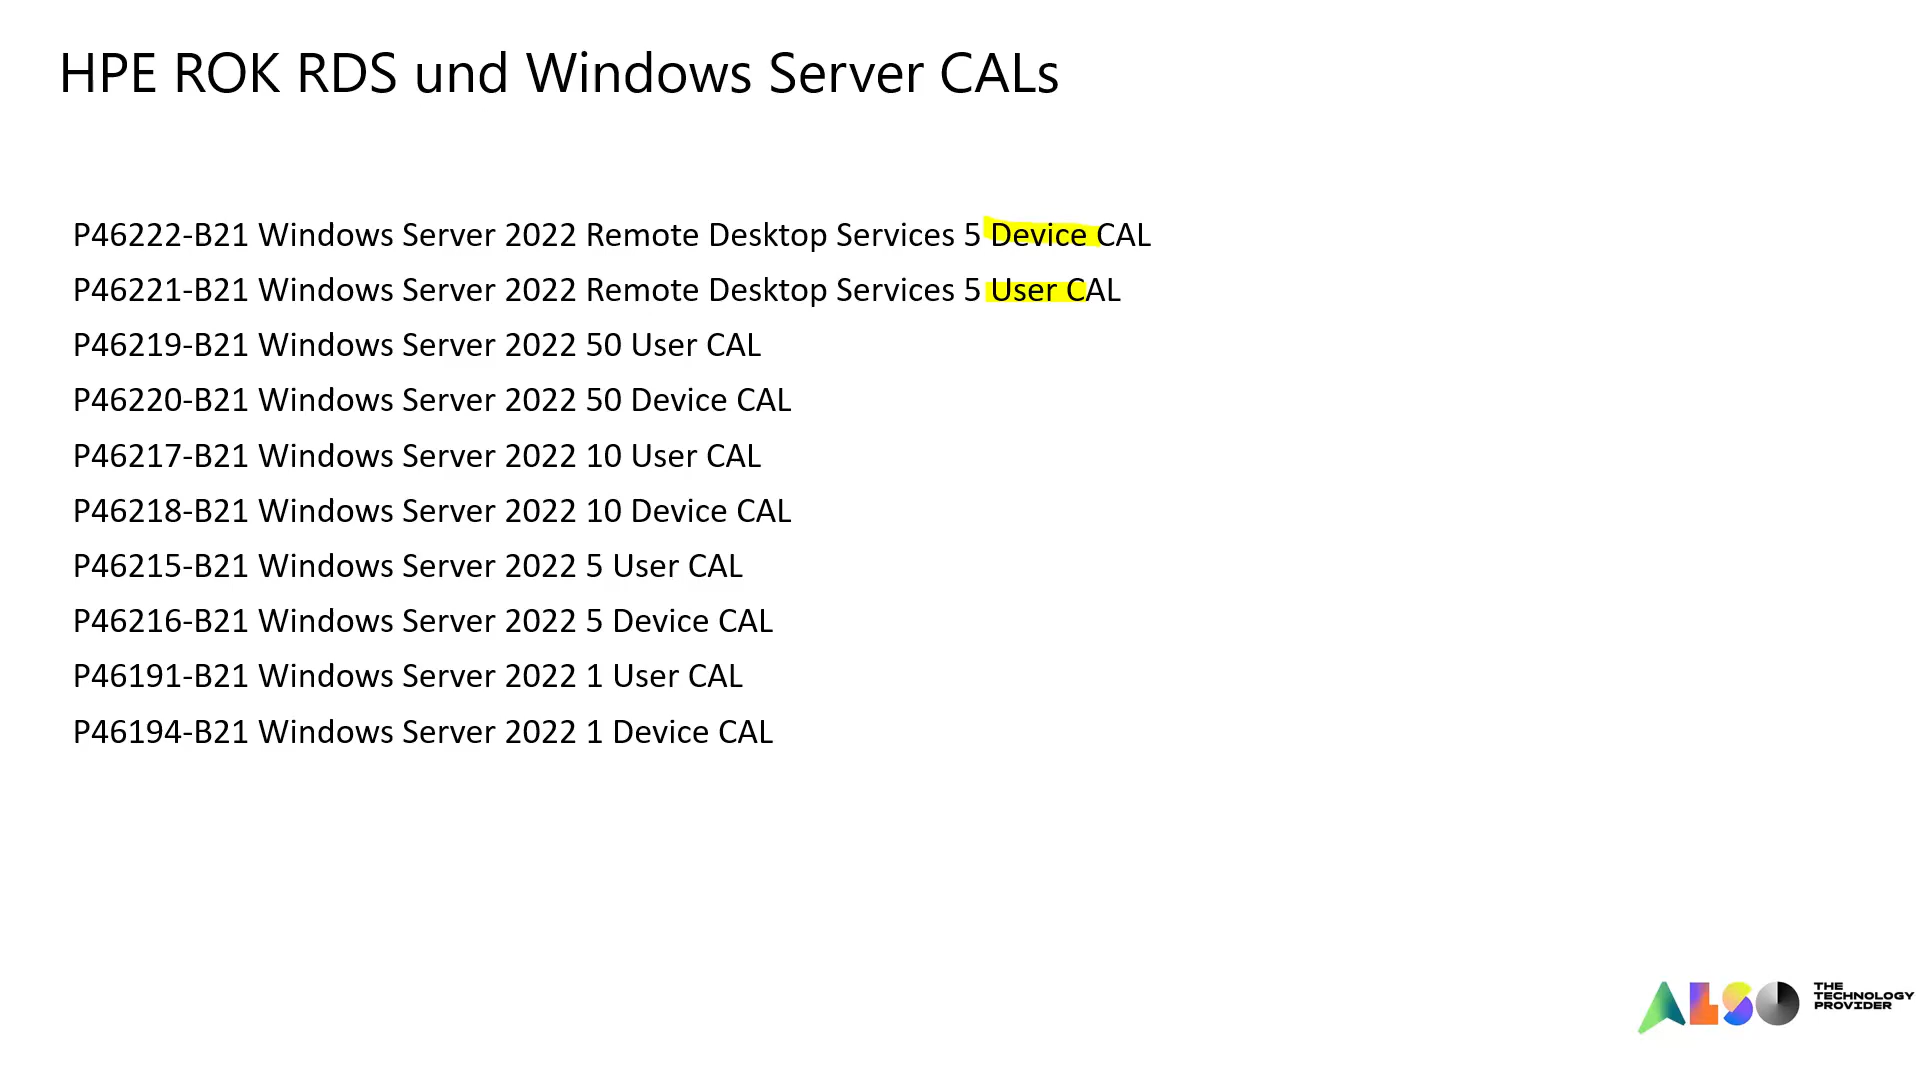 HPE ROK RDS und Windows Server CALs
P46222-B21 Windows Server 2022 Remote Desktop Services 5 Device CAL
P46221-B21 Windows Server 2022 Remote Desktop Services 5 User CAL
P46219-B21 Windows Server 2022 50 User CAL
P46220-B21 Windows Server 2022 50 Device CAL
P46217-B21 Windows Server 2022 10 User CAL
P46218-B21 Windows Server 2022 10 Device CAL
P46215-B21 Windows Server 2022 5 User CAL
P46216-B21 Windows Server 2022 5 Device CAL
P46191-B21 Windows Server 2022 1 User CAL
P46194-B21 Windows Server 2022 1 Device CAL
ALSO
THE
TECHNOLOGY
PROVIDER